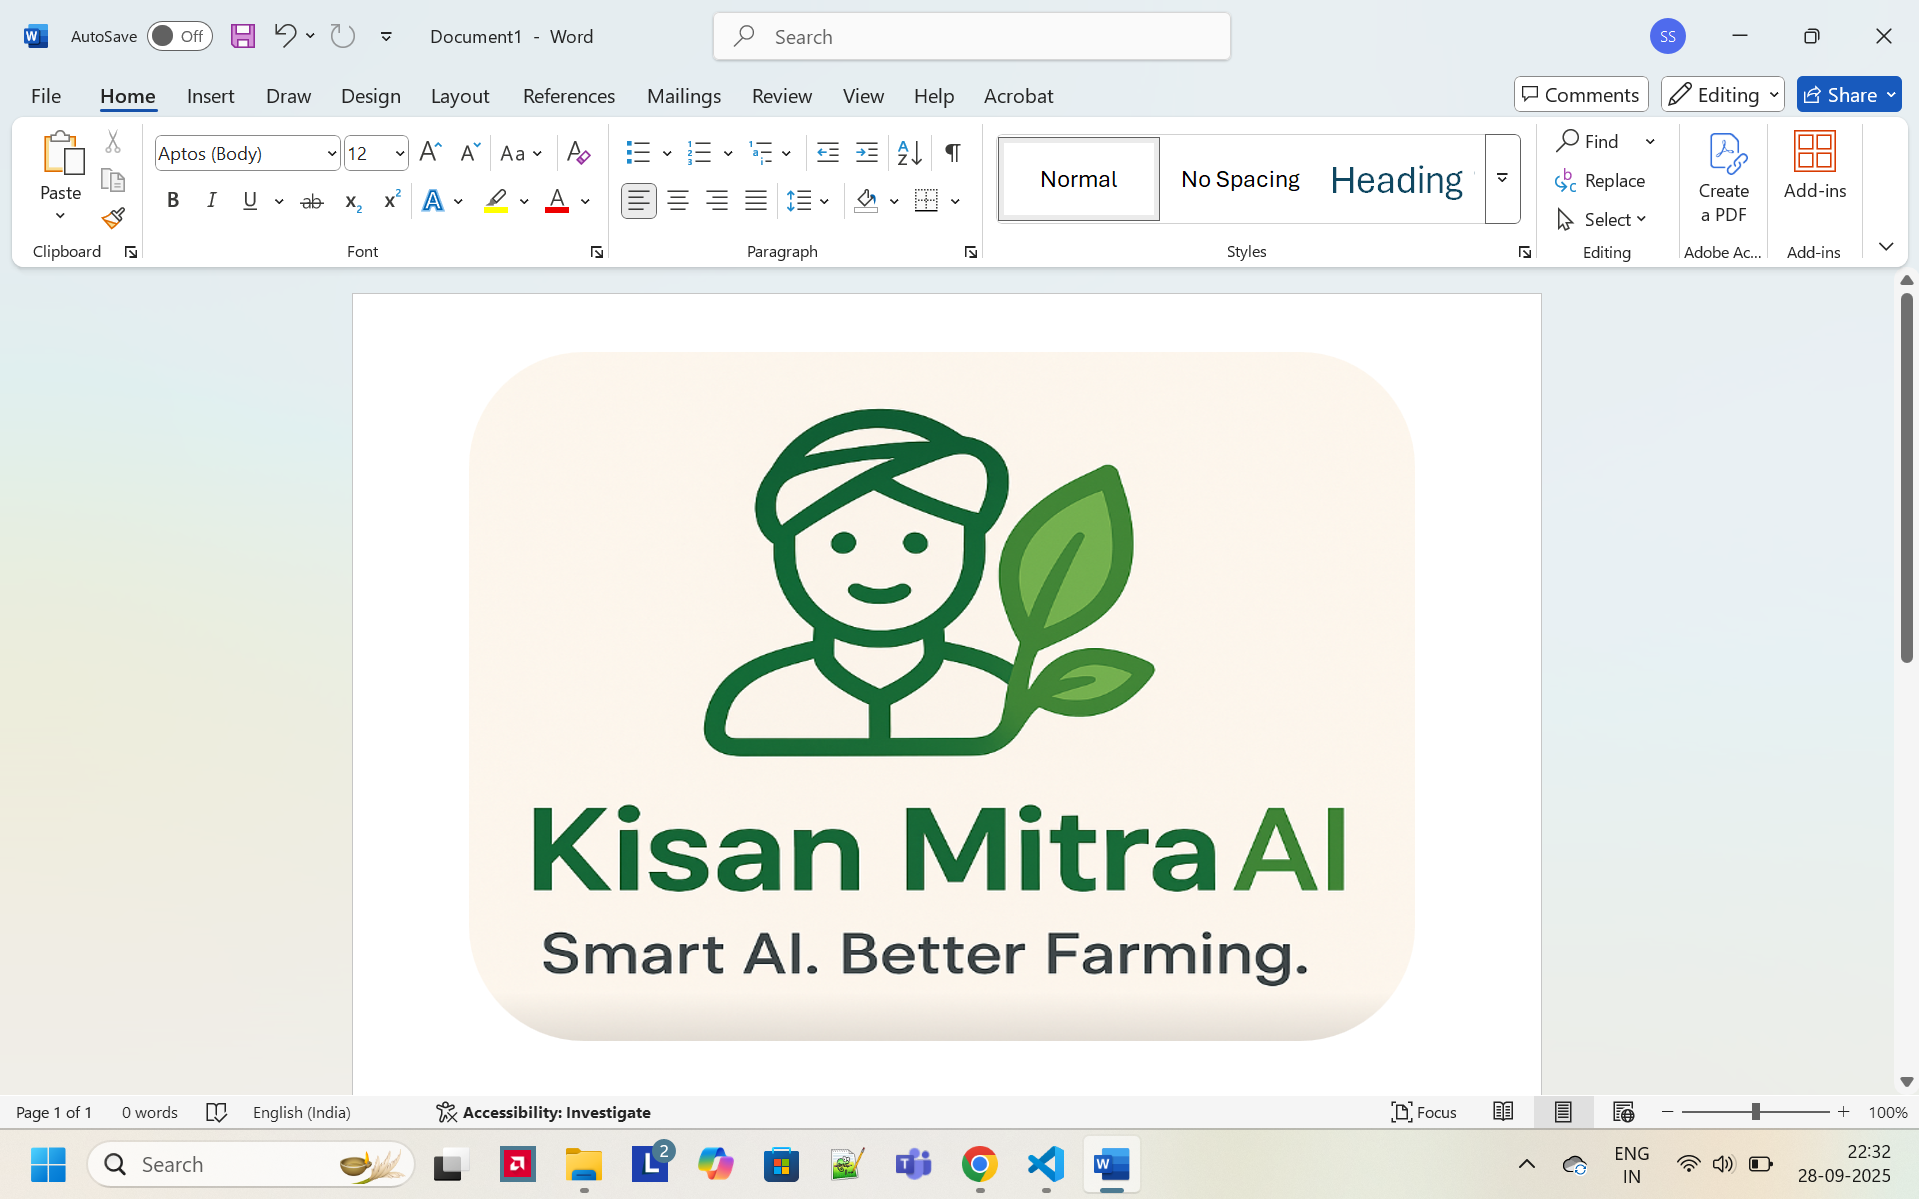 AutoSave Off Document1 - Word Search SS
File Home Insert Draw Design Layout References Mailings Review View Help Acrobat Comments Editing Share
Paste
Clipboard
Aptos (Body) 12
Font
Paragraph
Normal No Spacing Heading
Styles
Find
Replace
Select
Editing
Create
a PDF
Adobe Ac...
Add-ins
Add-ins
Kisan Mitra AI
Smart AI. Better Farming.
Page 1 of 1 0 words English (India) Accessibility: Investigate Focus 100%
Search 2 ENG
IN
22:32
28-09-2025